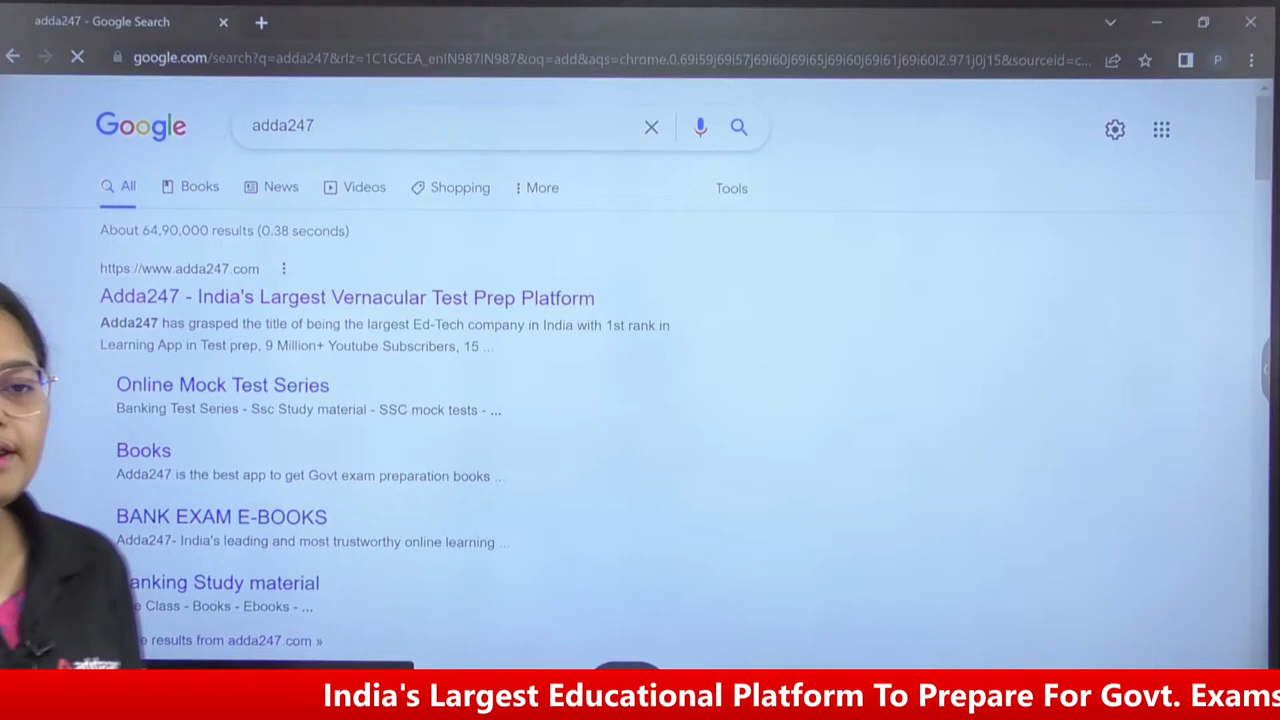 adda247 - Google Search
google.com/search?q=adda247&rlz=1C1GCEA_enIN987IN987&oq=add&aqs=chrome.0.69i59j69i57j69i60j69i65j69i60j69i61j69i60l2.971j0j15&sourceid=c...
P
Google
adda247
All Books News Videos Shopping More Tools
About 64,90,000 results (0.38 seconds)
https://www.adda247.com
Adda247 - India's Largest Vernacular Test Prep Platform
Adda247 has grasped the title of being the largest Ed-Tech company in India with 1st rank in
Learning App in Test prep, 9 Million+ Youtube Subscribers, 15 ...
Online Mock Test Series
Banking Test Series - Ssc Study material - SSC mock tests - ...
Books
Adda247 is the best app to get Govt exam preparation books ...
BANK EXAM E-BOOKS
Adda247- India's leading and most trustworthy online learning ...
anking Study material
e Class - Books - Ebooks - ...
e results from adda247.com »
India's Largest Educational Platform To Prepare For Govt. Exams